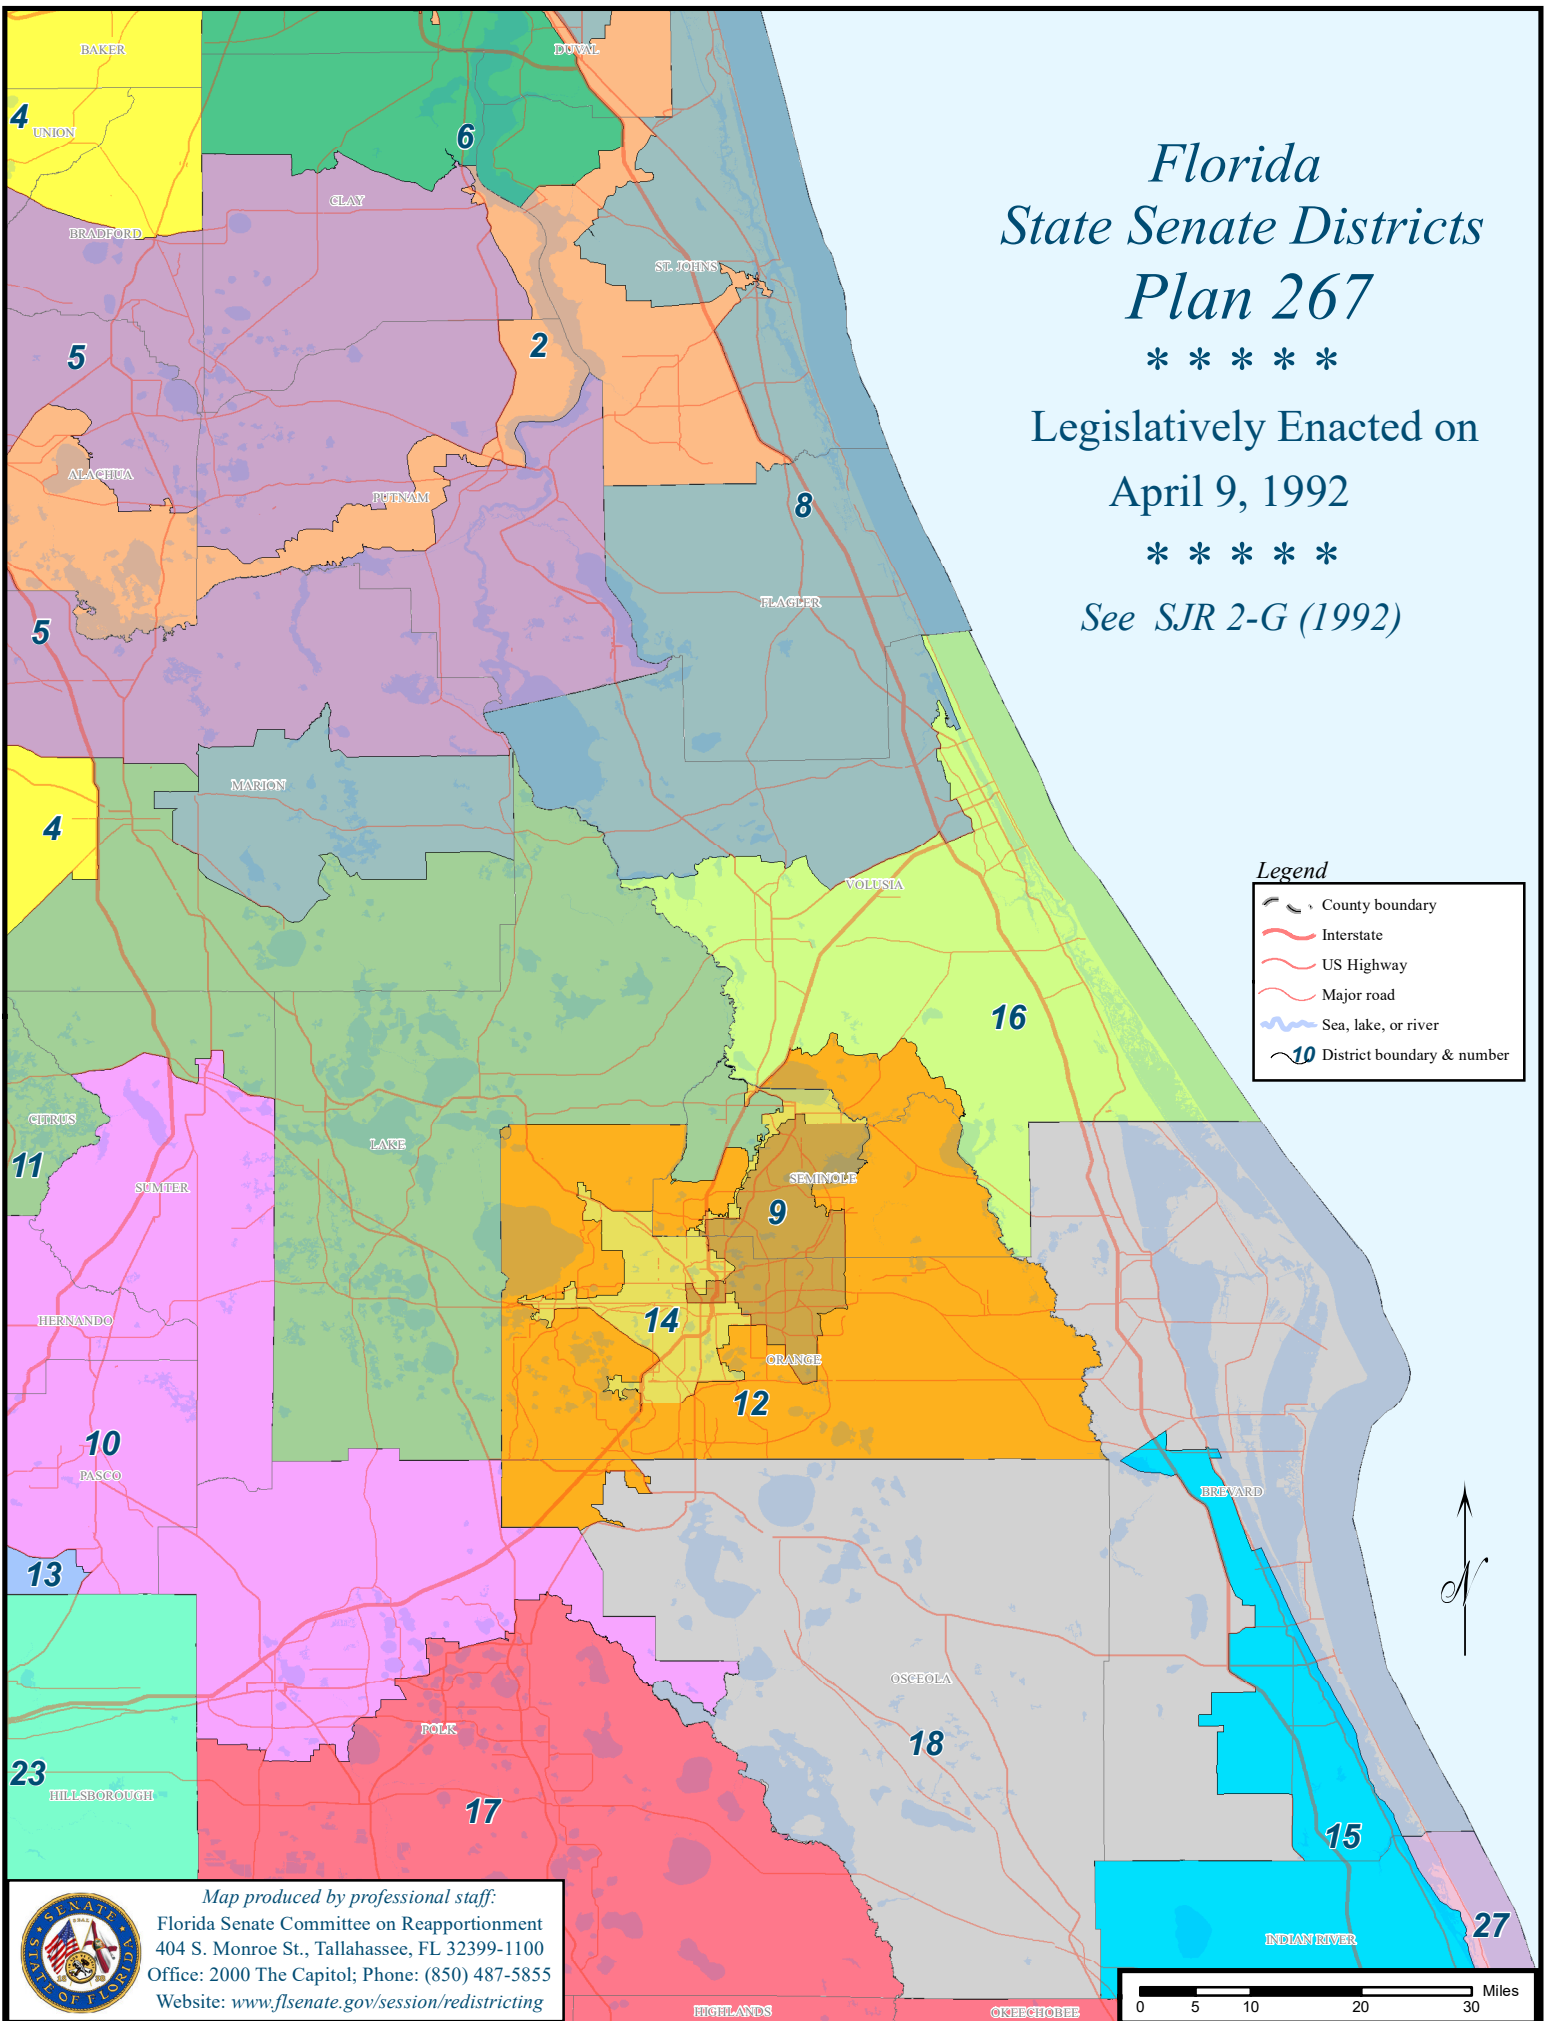 Florida
State Senate Districts
Plan 267
* * * * *
Legislatively Enacted on
April 9, 1992
* * * * *
See SJR 2-G (1992)
BAKER
DUVAL
4
UNION
6
CLAY
BRADFORD
ST. JOHNS
2
5
ALACHUA
PUTNAM
8
FLAGLER
5
MARION
4
VOLUSIA
16
CITRUS
LAKE
11
SUMTER
SEMINOLE
9
HERNANDO
14
ORANGE
12
10
PASCO
BREVARD
13
OSCEOLA
POLK
18
23
HILLSBOROUGH
17
15
27
INDIAN RIVER
HIGHLANDS
OKEECHOBEE
Legend
County boundary
Interstate
US Highway
Major road
Sea, lake, or river
10 District boundary & number
N
Map produced by professional staff:
Florida Senate Committee on Reapportionment
404 S. Monroe St., Tallahassee, FL 32399-1100
Office: 2000 The Capitol; Phone: (850) 487-5855
Website: www.flsenate.gov/session/redistricting
SENATE
STATE OF FLORIDA
Miles
0 5 10 20 30